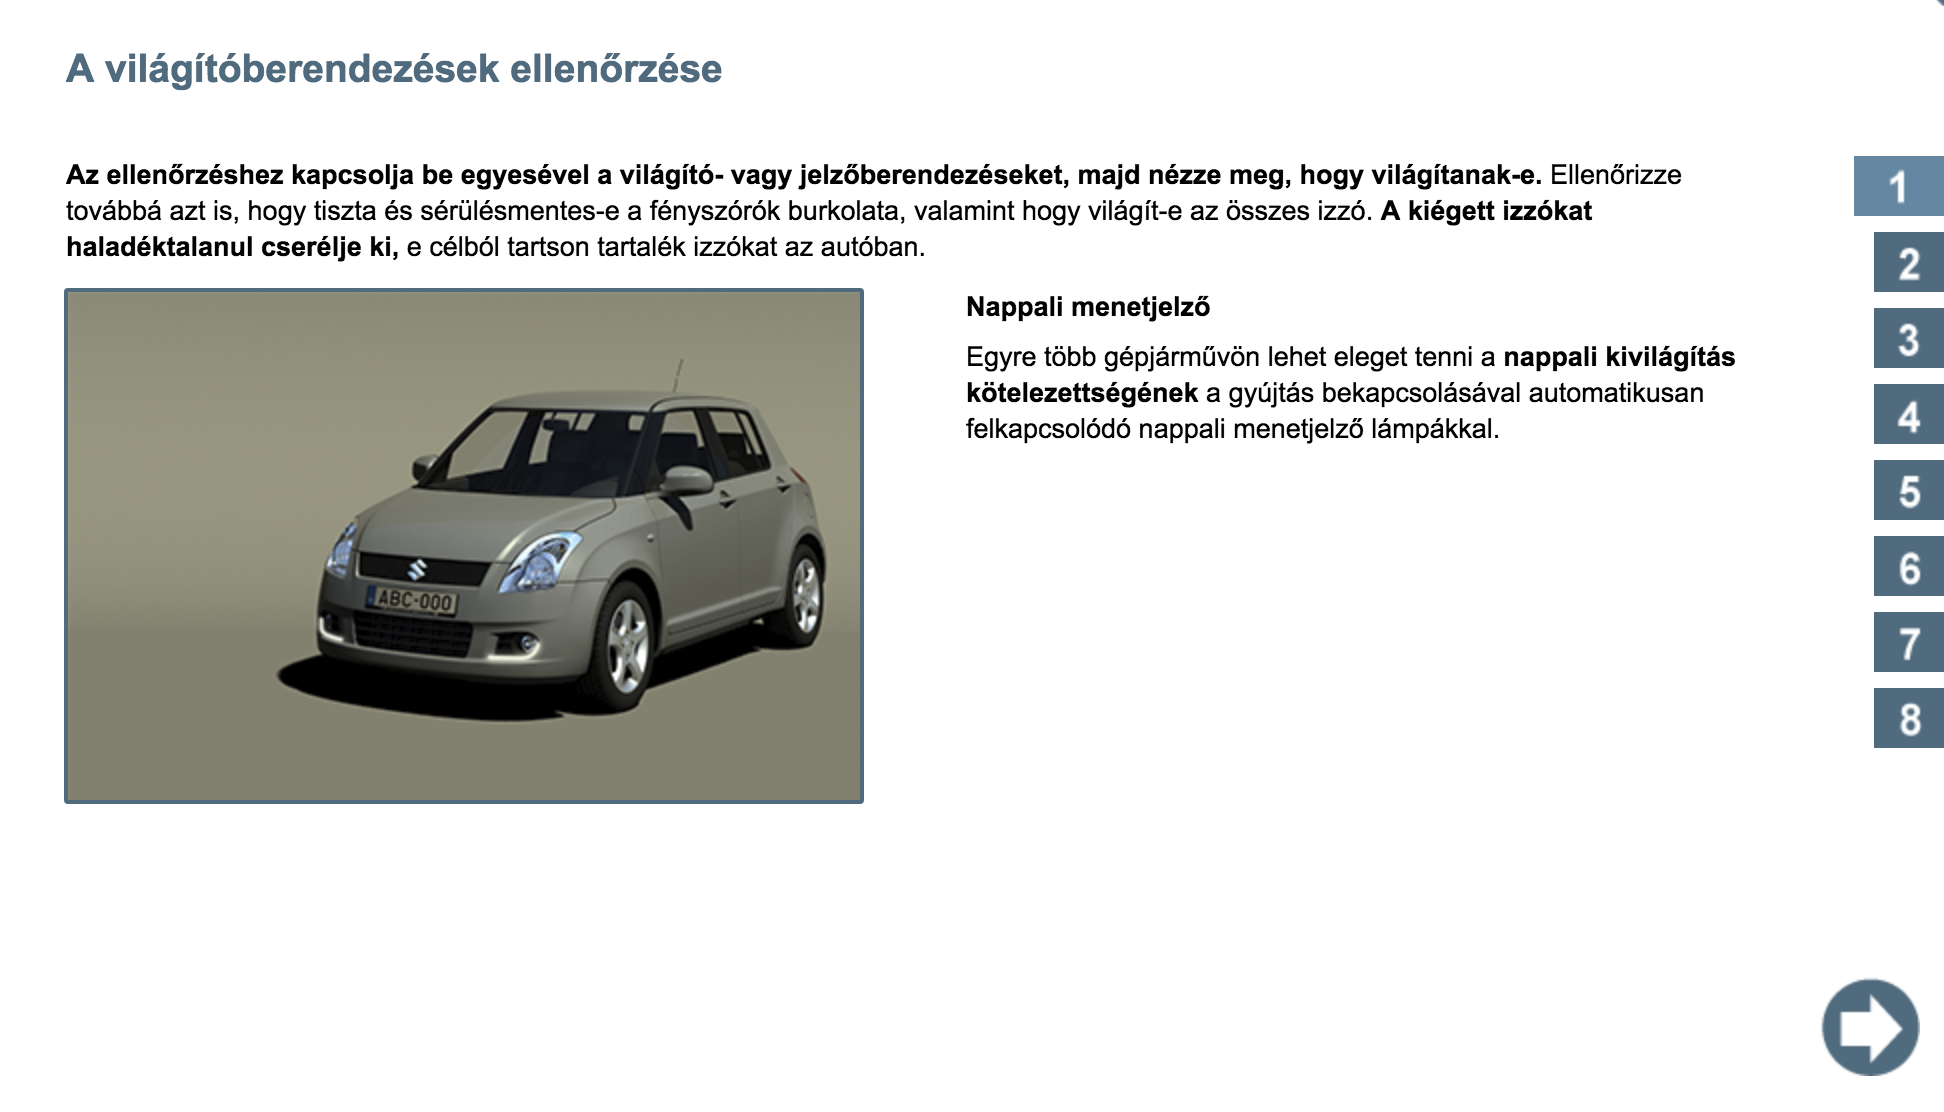 A világítóberendezések ellenőrzése
Az ellenőrzéshez kapcsolja be egyesével a világító- vagy jelzőberendezéseket, majd nézze meg, hogy világítanak-e. Ellenőrizze
továbbá azt is, hogy tiszta és sérülésmentes-e a fényszórók burkolata, valamint hogy világít-e az összes izzó. A kiégett izzókat
haladéktalanul cserélje ki, e célból tartson tartalék izzókat az autóban.
Nappali menetjelző
Egyre több gépjárművön lehet eleget tenni a nappali kivilágítás
kötelezettségének a gyújtás bekapcsolásával automatikusan
felkapcsolódó nappali menetjelző lámpákkal.
ABC-000
1
2
3
4
5
6
7
8